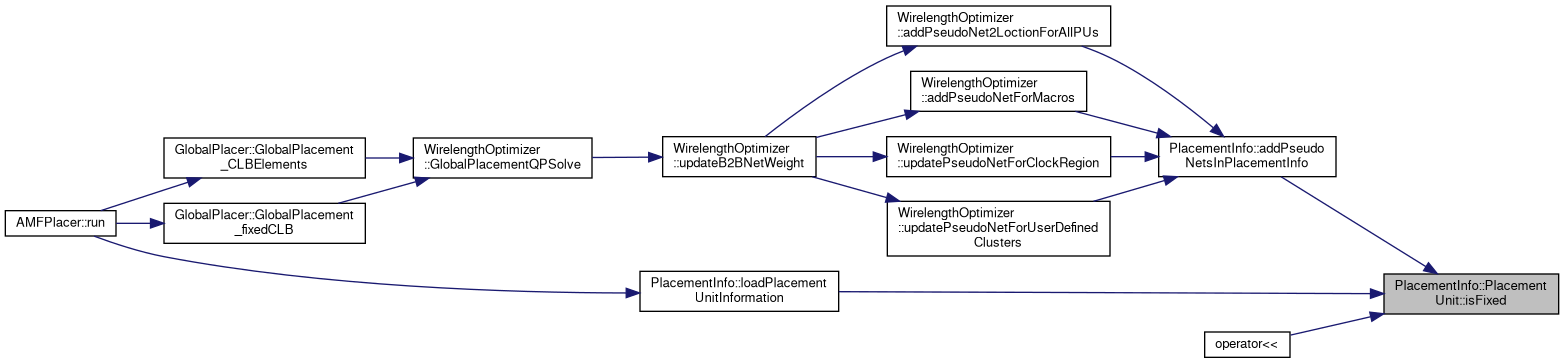 WirelengthOptimizer
::addPseudoNet2LoctionForAllPUs
WirelengthOptimizer
::addPseudoNetForMacros
GlobalPlacer::GlobalPlacement
_CLBElements
WirelengthOptimizer
::GlobalPlacementQPSolve
WirelengthOptimizer
::updateB2BNetWeight
WirelengthOptimizer
::updatePseudoNetForClockRegion
PlacementInfo::addPseudo
NetsInPlacementInfo
AMFPlacer::run
GlobalPlacer::GlobalPlacement
_fixedCLB
WirelengthOptimizer
::updatePseudoNetForUserDefined
Clusters
PlacementInfo::loadPlacement
UnitInformation
PlacementInfo::Placement
Unit::isFixed
operator<<